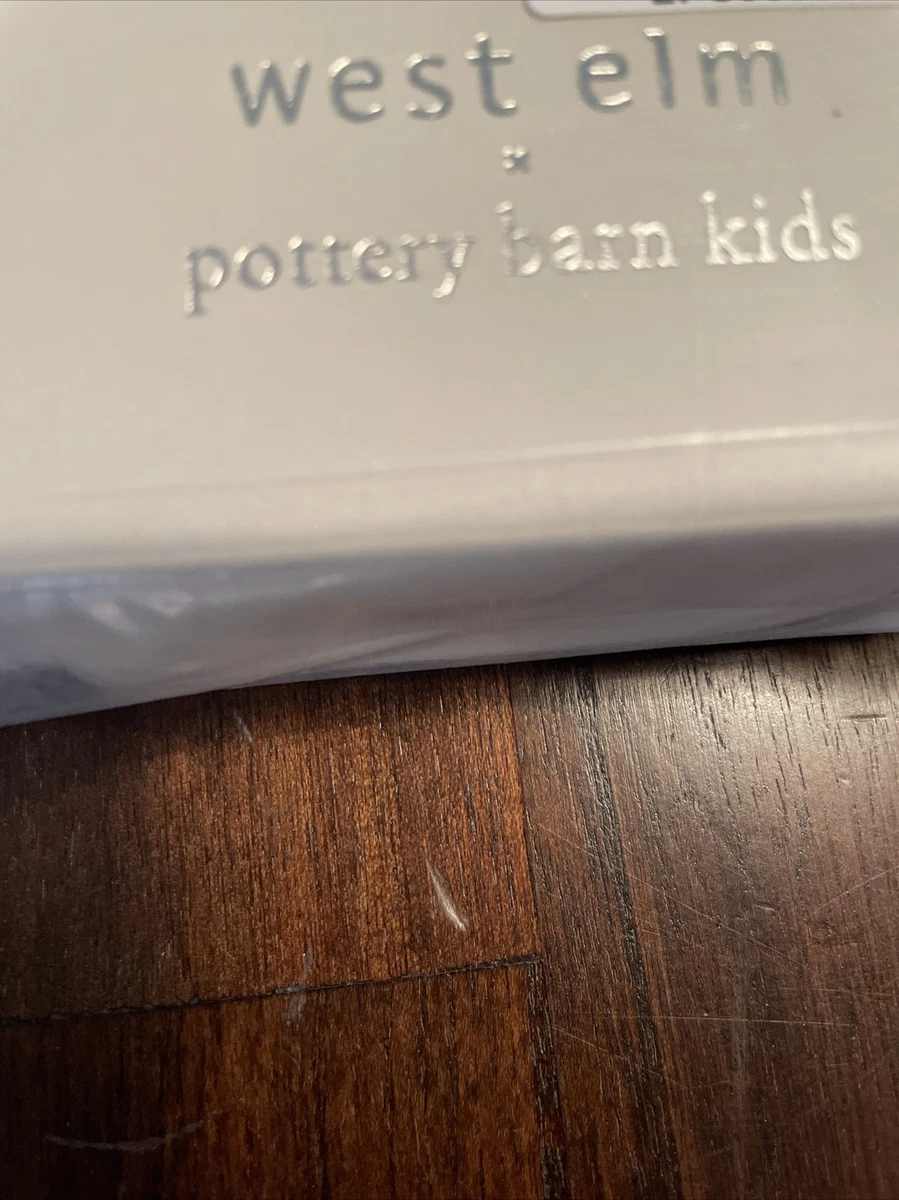 west elm
×
pottery barn kids